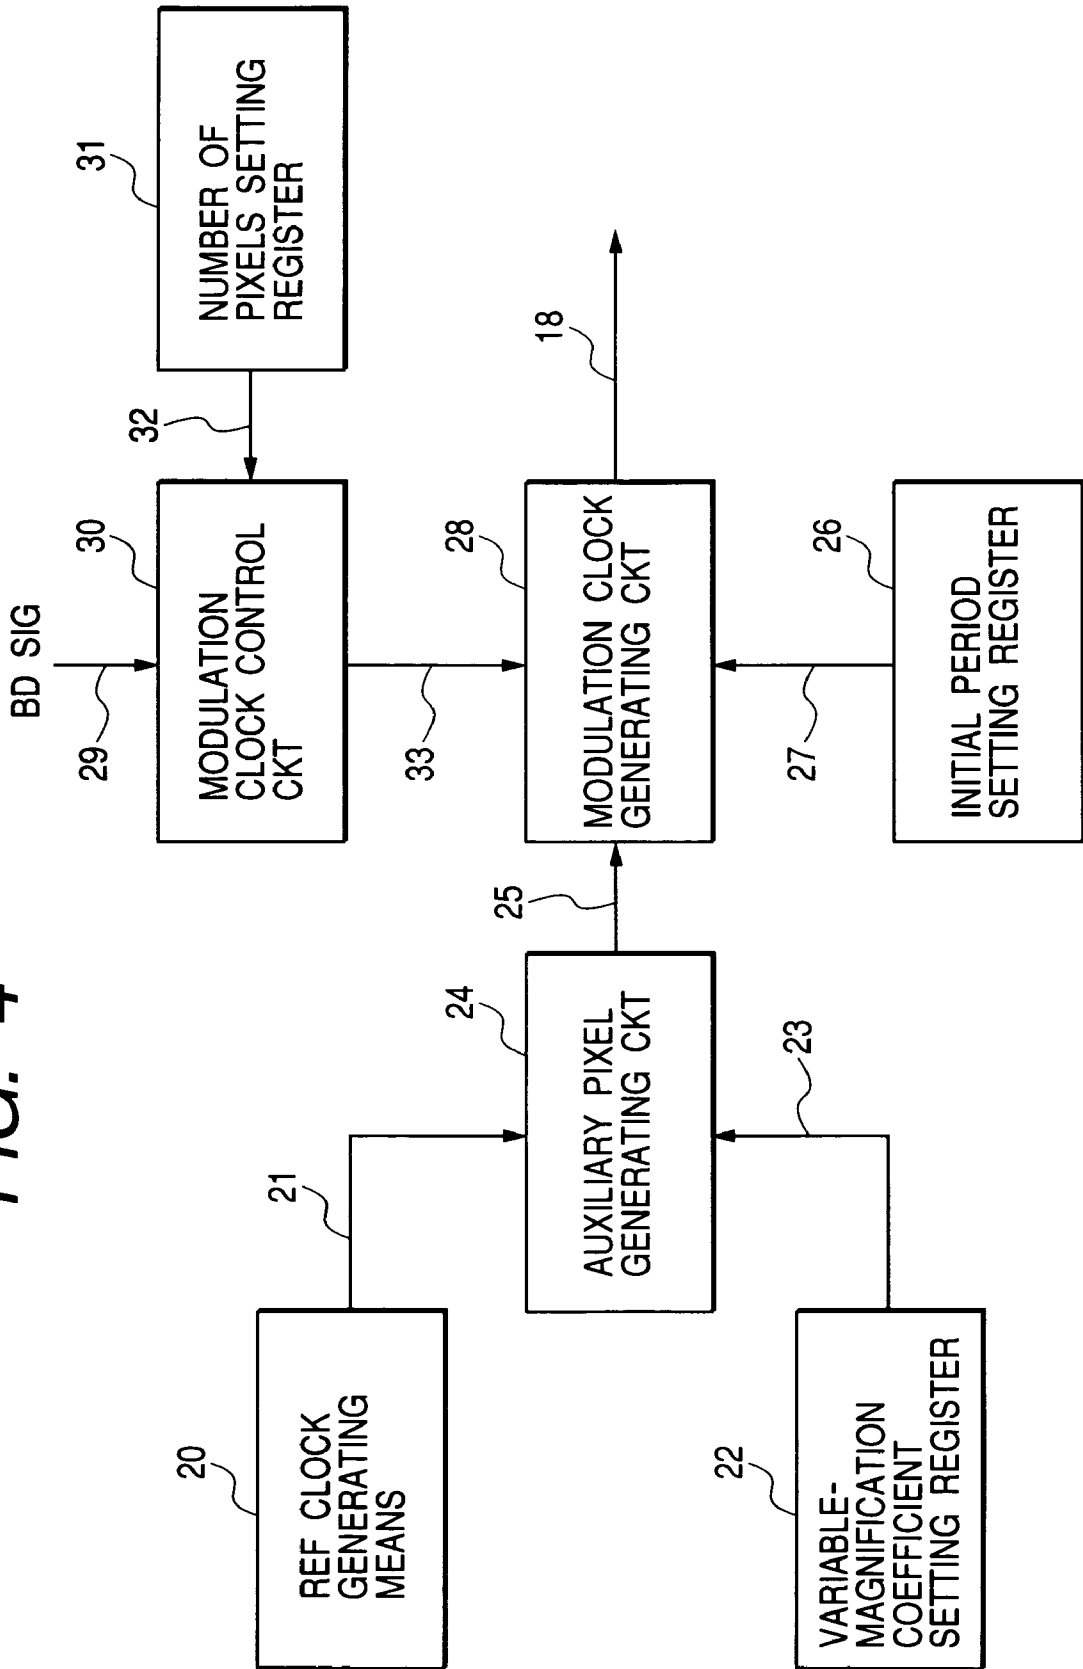 FIG. 4
BD SIG
29
30
MODULATION
CLOCK CONTROL
CKT
32
31
NUMBER OF
PIXELS SETTING
REGISTER
33
20
REF CLOCK
GENERATING
MEANS
21
24
AUXILIARY PIXEL
GENERATING CKT
25
28
MODULATION CLOCK
GENERATING CKT
18
22
VARIABLE-
MAGNIFICATION
COEFFICIENT
SETTING REGISTER
23
27
26
INITIAL PERIOD
SETTING REGISTER